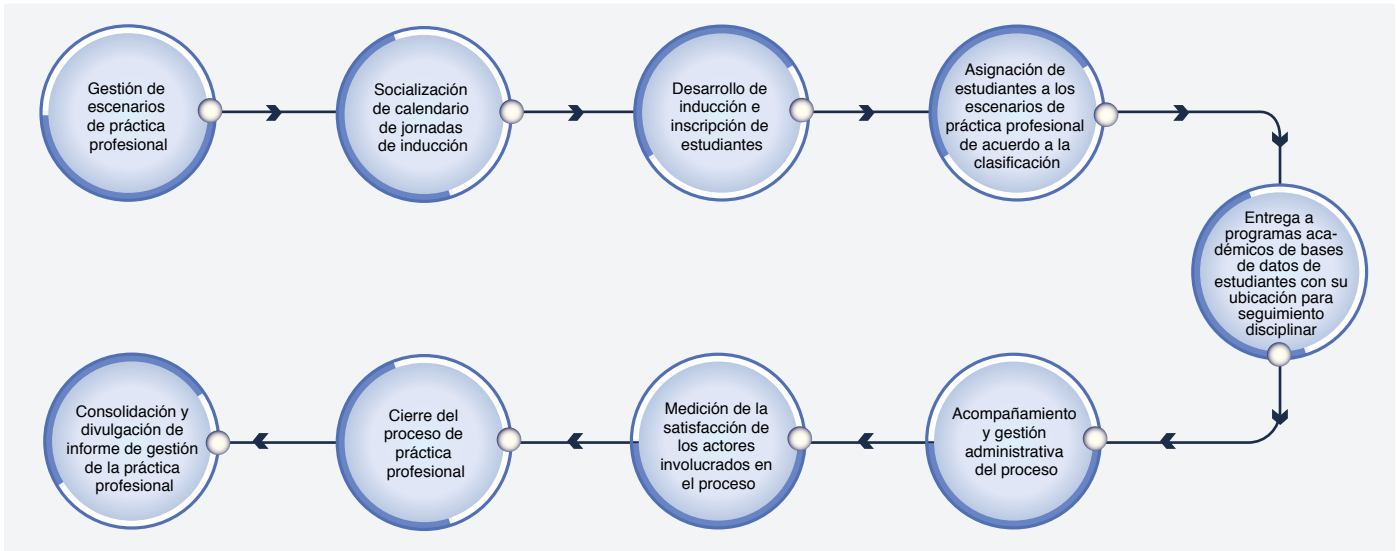 Gestión de
escenarios
de práctica
profesional
Socialización
de calendario
de jornadas
de inducción
Desarrollo de
inducción e
inscripción de
estudiantes
Asignación de
estudiantes a los
escenarios de
práctica profesional
de acuerdo a la
clasificación
Entrega a
programas aca-
démicos de bases
de datos de
estudiantes con su
ubicación para
seguimiento
disciplinar
Acompañamiento
y gestión
administrativa
del proceso
Medición de la
satisfacción de
los actores
involucrados en
el proceso
Cierre del
proceso de
práctica
profesional
Consolidación y
divulgación de
informe de gestión
de la práctica
profesional